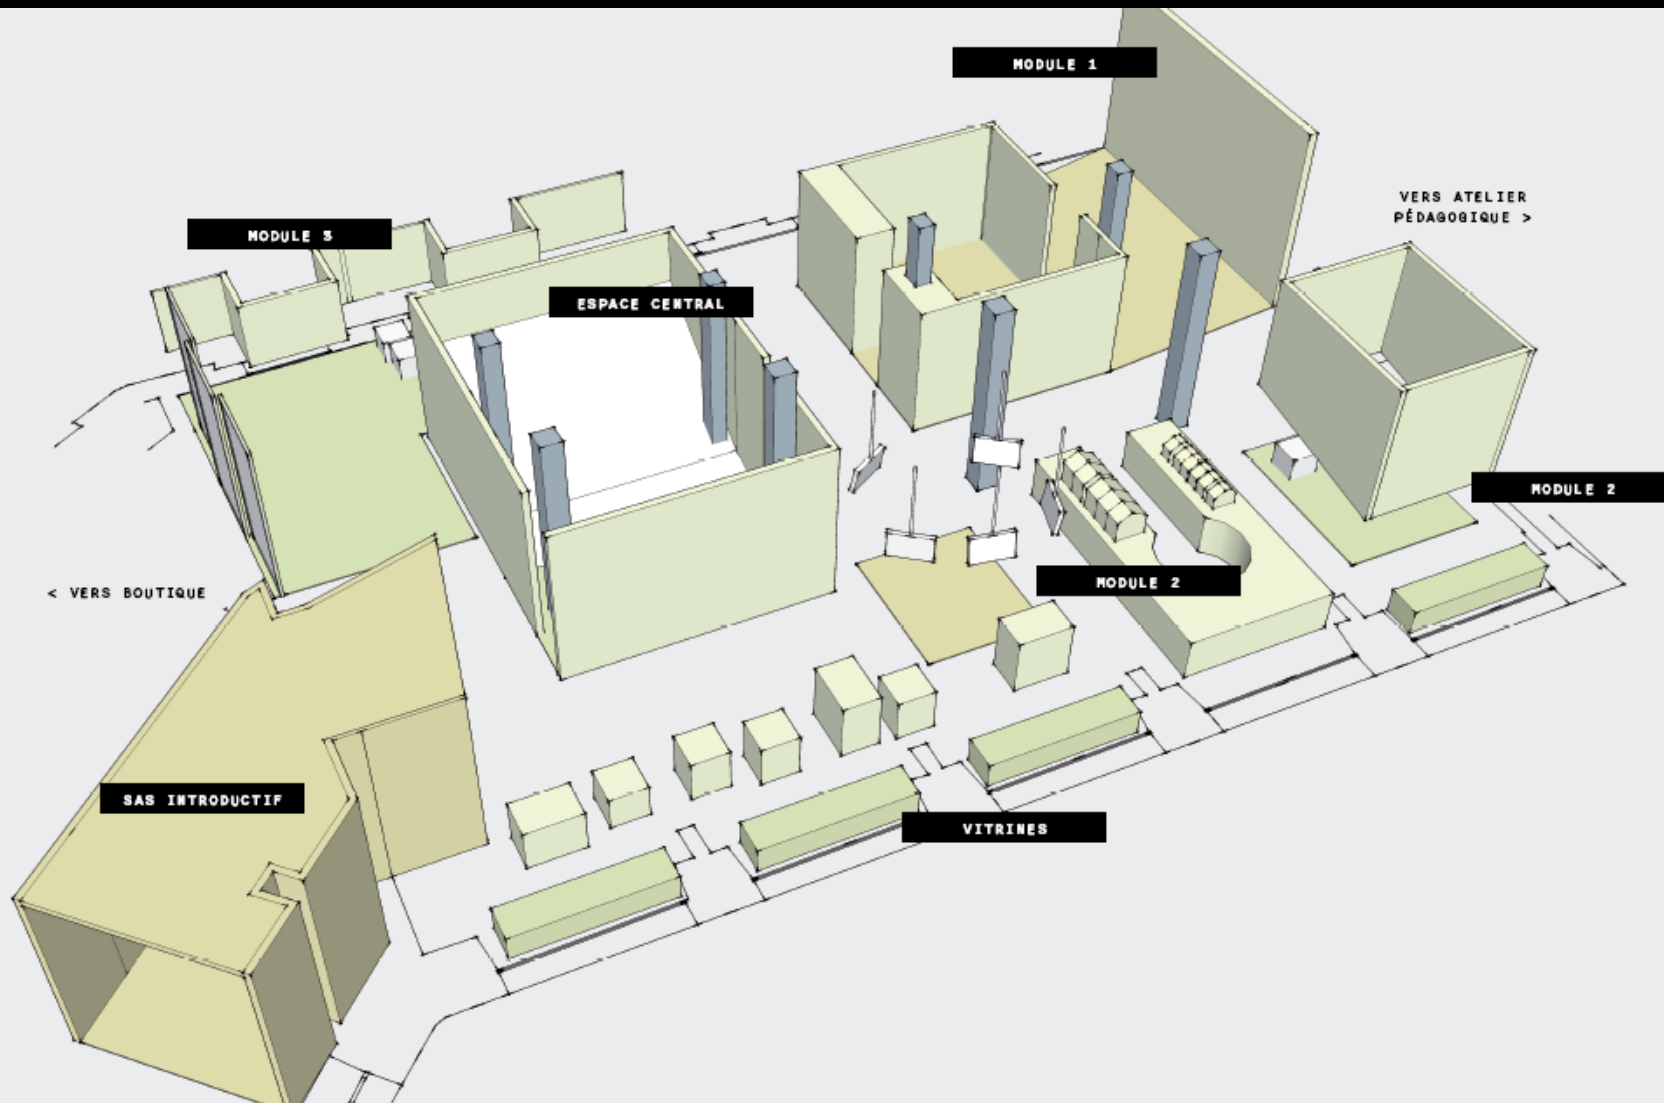 MODULE 1
VERS ATELIER
PÉDAGOGIQUE >
MODULE 3
ESPACE CENTRAL
MODULE 2
MODULE 2
< VERS BOUTIQUE
SAS INTRODUCTIF
VITRINES